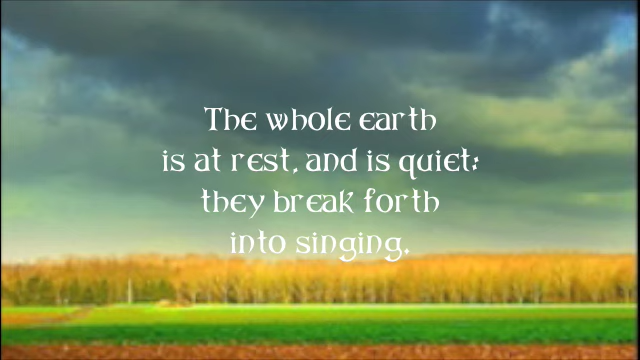 The whole earth
is at rest, and is quiet:
they break forth
into singing.